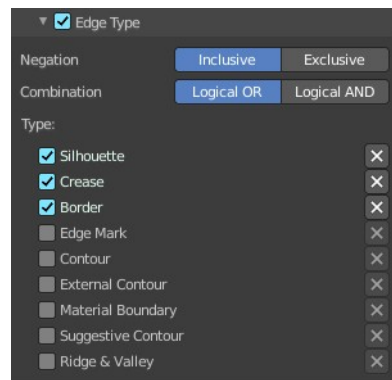 Edge Type
Negation Inclusive Exclusive
Combination Logical OR Logical AND
Type:
Silhouette
Crease
Border
Edge Mark
Contour
External Contour
Material Boundary
Suggestive Contour
Ridge & Valley